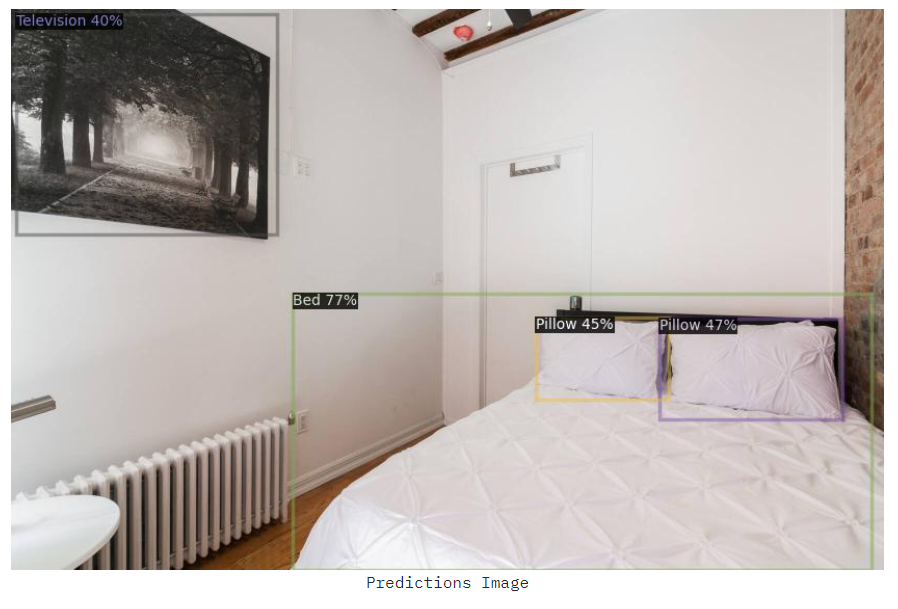 Television 40%
Bed 77%
Pillow 45%
Pillow 47%
Predictions Image